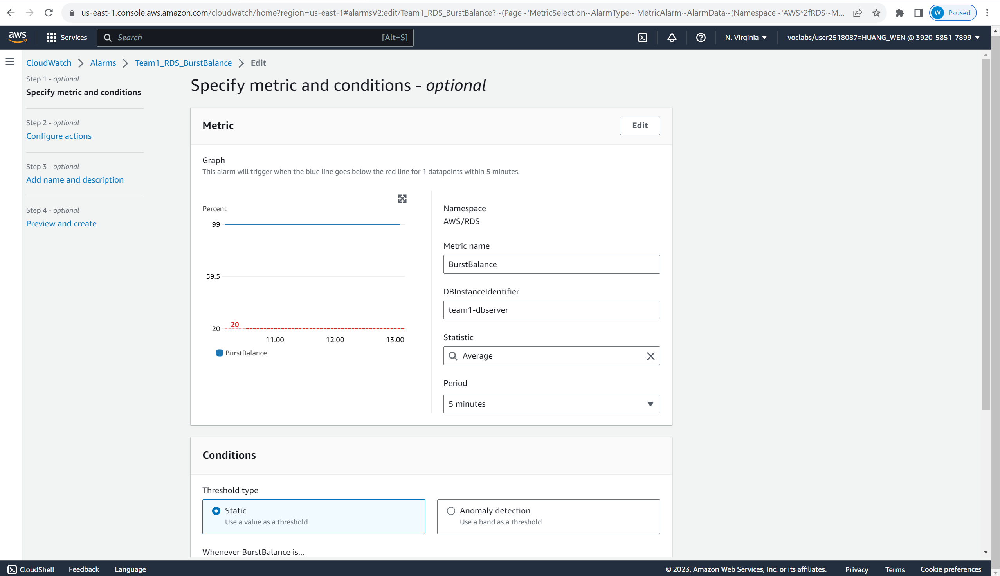 us-east-1.console.aws.amazon.com/cloudwatch/home?region=us-east-1#alarmsV2:edit/Team1_RDS_BurstBalance?~(Page~'MetricSelection~AlarmType~'MetricAlarm~AlarmData~(Namespace~'AWS*2fRDS~M...
W Paused
aws Services Search [Alt+S] N. Virginia voclabs/user2518087=HUANG_WEN @ 3920-5851-7899
CloudWatch Alarms Team1_RDS_BurstBalance Edit
Step 1 - optional
Specify metric and conditions
Step 2 - optional
Configure actions
Step 3 - optional
Add name and description
Step 4 - optional
Preview and create
Specify metric and conditions - optional
Metric
Edit
Graph
This alarm will trigger when the blue line goes below the red line for 1 datapoints within 5 minutes.
Percent
99
59.5
20
20
11:00 12:00 13:00
BurstBalance
Namespace
AWS/RDS
Metric name
BurstBalance
DBInstanceIdentifier
team1-dbserver
Statistic
Average
Period
5 minutes
Conditions
Threshold type
Static
Use a value as a threshold
Anomaly detection
Use a band as a threshold
Whenever BurstBalance is...
CloudShell Feedback Language © 2023, Amazon Web Services, Inc. or its affiliates. Privacy Terms Cookie preferences